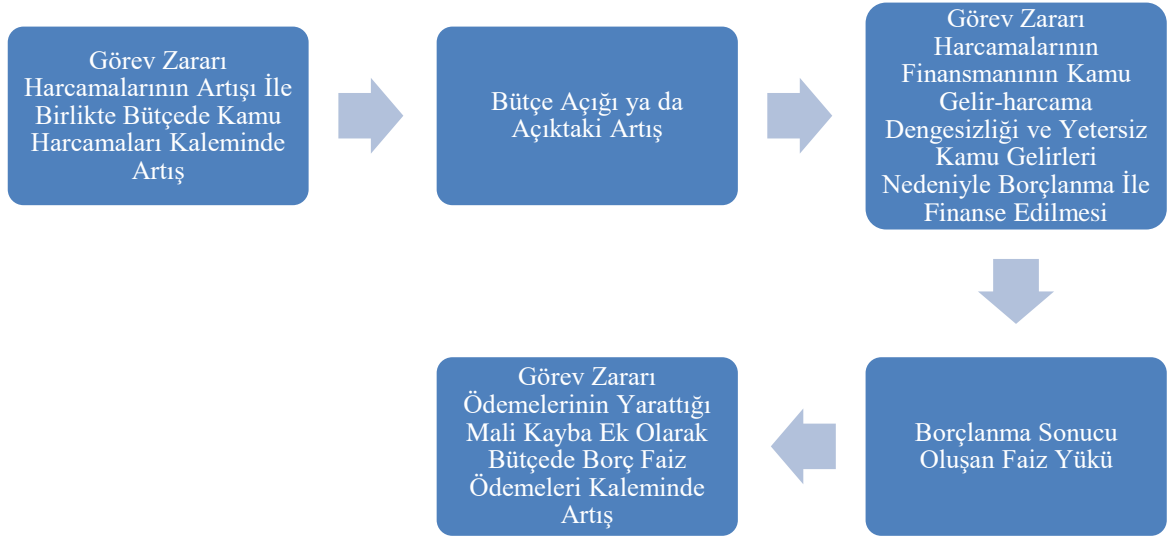 Görev Zararı
Harcamalarının Artışı İle
Birlikte Bütçede Kamu
Harcamaları Kaleminde
Artış
Bütçe Açığı ya da
Açıktaki Artış
Görev Zararı
Harcamalarının
Finansmanının Kamu
Gelir-harcama
Dengesizliği ve Yetersiz
Kamu Gelirleri
Nedeniyle Borçlanma İle
Finanse Edilmesi
Borçlanma Sonucu
Oluşan Faiz Yükü
Görev Zararı
Ödemelerinin Yarattığı
Mali Kayba Ek Olarak
Bütçede Borç Faiz
Ödemeleri Kaleminde
Artış